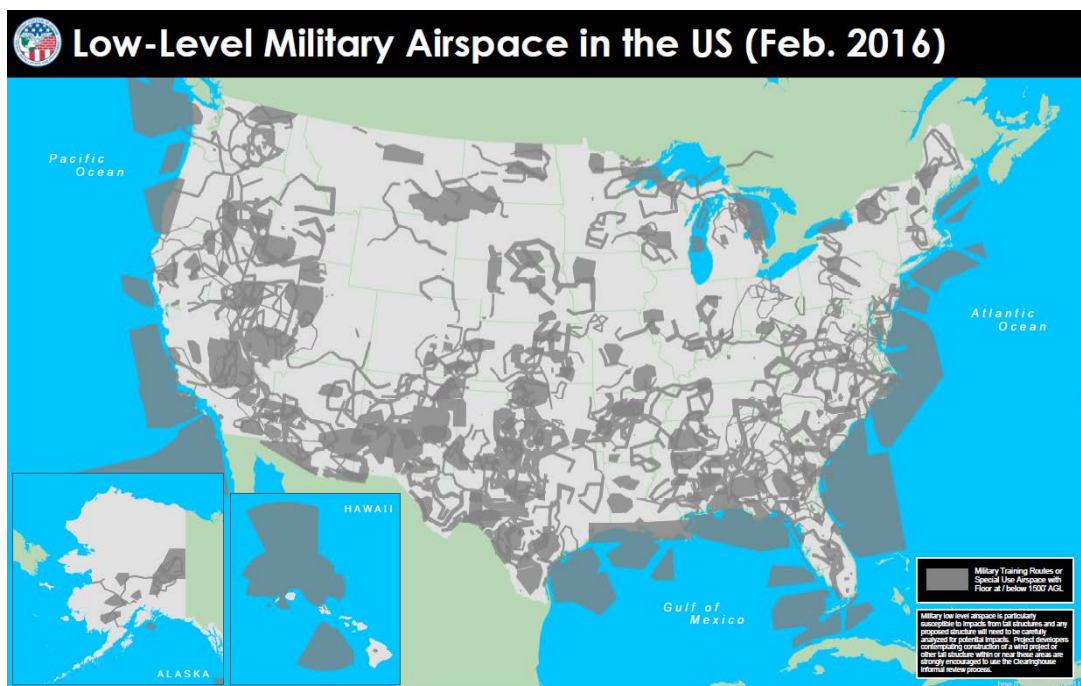 Low-Level Military Airspace in the US (Feb. 2016)
Pacific
Ocean
Atlantic
Ocean
Gulf of
Mexico
HAWAII
ALASKA
Military Training Routes or
Special Use Airspace with
Floor at / below 1500' AGL
Military low level airspace is particularly
susceptible to impacts from tall structures and any
proposed structure will need to be carefully
analyzed for potential impacts. Project developers
contemplating construction of a wind project or
other tall structure within or near these areas are
strongly encouraged to use the Clearinghouse
informal review process.